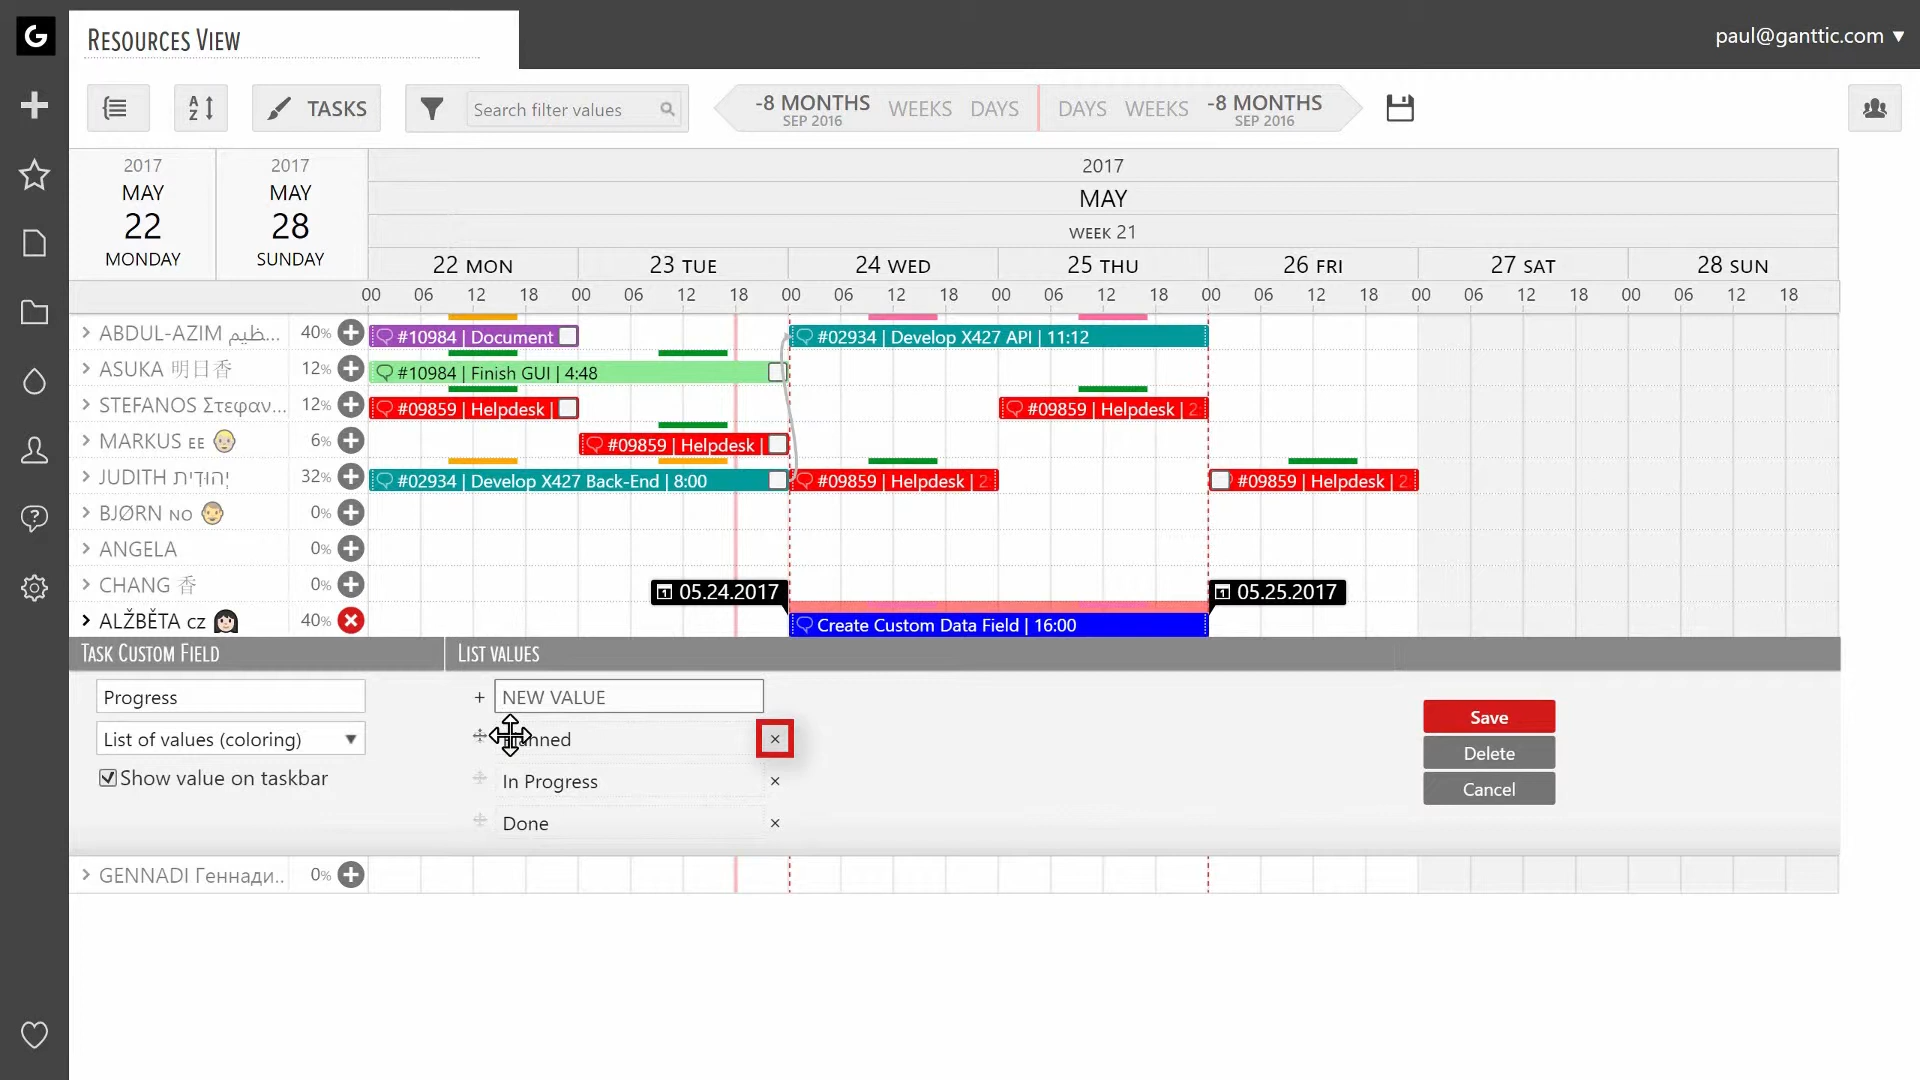 G
RESOURCES VIEW
paul@ganttic.com ▼
A Z
TASKS
Search filter values
-8 MONTHS
SEP 2016
WEEKS
DAYS
DAYS
WEEKS
-8 MONTHS
SEP 2016
2017
MAY
22
MONDAY
2017
MAY
28
SUNDAY
2017
MAY
WEEK 21
22 MON 23 TUE 24 WED 25 THU 26 FRI 27 SAT 28 SUN
00 06 12 18 00 06 12 18 00 06 12 18 00 06 12 18 00 06 12 18 00 06 12 18 00 06 12 18
ABDUL-AZIM ظيم... 40%
#10984 | Document
#02934 | Develop X427 API | 11:12
ASUKA 明日香 12%
#10984 | Finish GUI | 4:48
STEFANOS Στεφαν... 12%
#09859 | Helpdesk |
#09859 | Helpdesk | 2
MARKUS EE 6%
#09859 | Helpdesk |
JUDITH יְהוּדִית 32%
#02934 | Develop X427 Back-End | 8:00
#09859 | Helpdesk | 2
#09859 | Helpdesk | 2
BJØRN NO 0%
ANGELA 0%
CHANG 香 0%
05.24.2017
05.25.2017
ALŽBĚTA CZ 40%
Create Custom Data Field | 16:00
TASK CUSTOM FIELD
LIST VALUES
Progress
+ NEW VALUE
List of values (coloring) ▼
nned ×
Show value on taskbar
In Progress ×
Done ×
Save
Delete
Cancel
GENNADI Геннади.. 0%